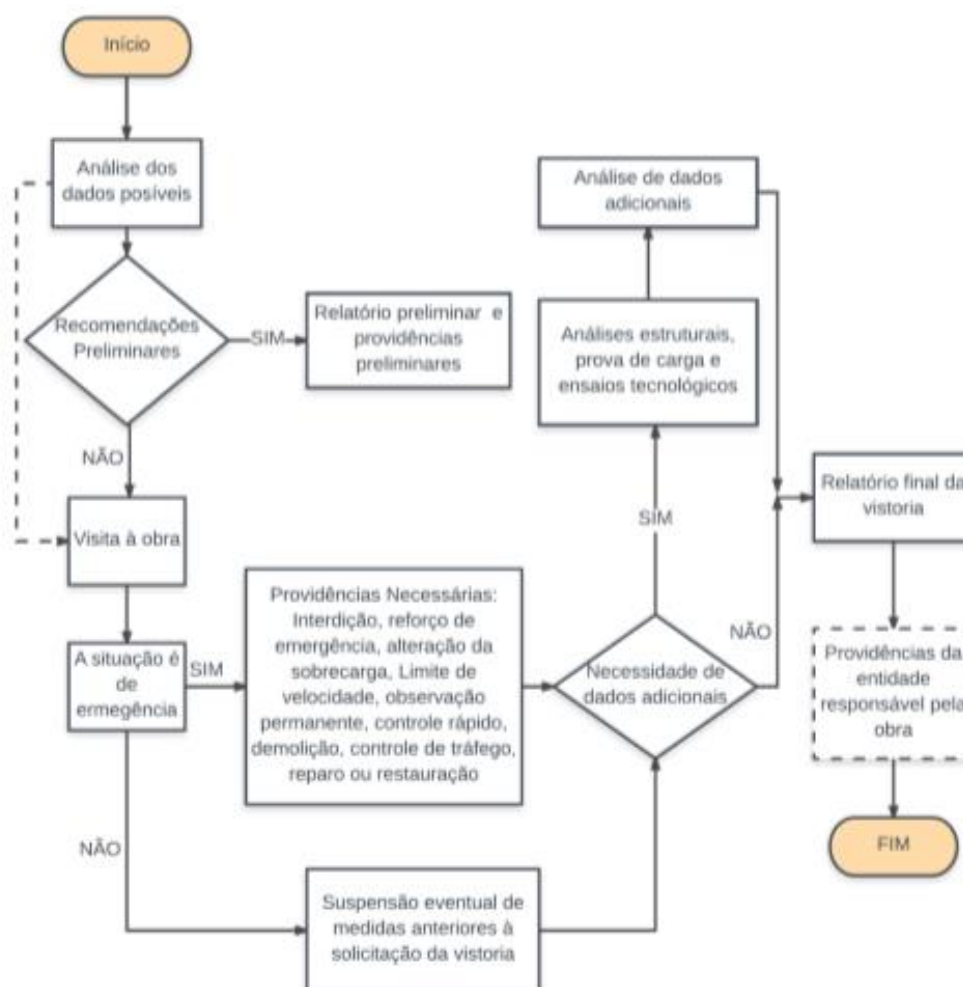 Início
Análise dos
dados posíveis
Recomendações
Preliminares
SIM
Relatório preliminar e
providências
preliminares
NÃO
Visita à obra
A situação é
de
ermegência
SIM
Providências Necessárias:
Interdição, reforço de
emergência, alteração da
sobrecarga, Limite de
velocidade, observação
permanente, controle rápido,
demolição, controle de tráfego,
reparo ou restauração
NÃO
Suspensão eventual de
medidas anteriores à
solicitação da vistoria
Necessidade de
dados adicionais
SIM
Análises estruturais,
prova de carga e
ensaios tecnológicos
Análise de dados
adicionais
NÃO
Relatório final da
vistoria
Providências da
entidade
responsável pela
obra
FIM